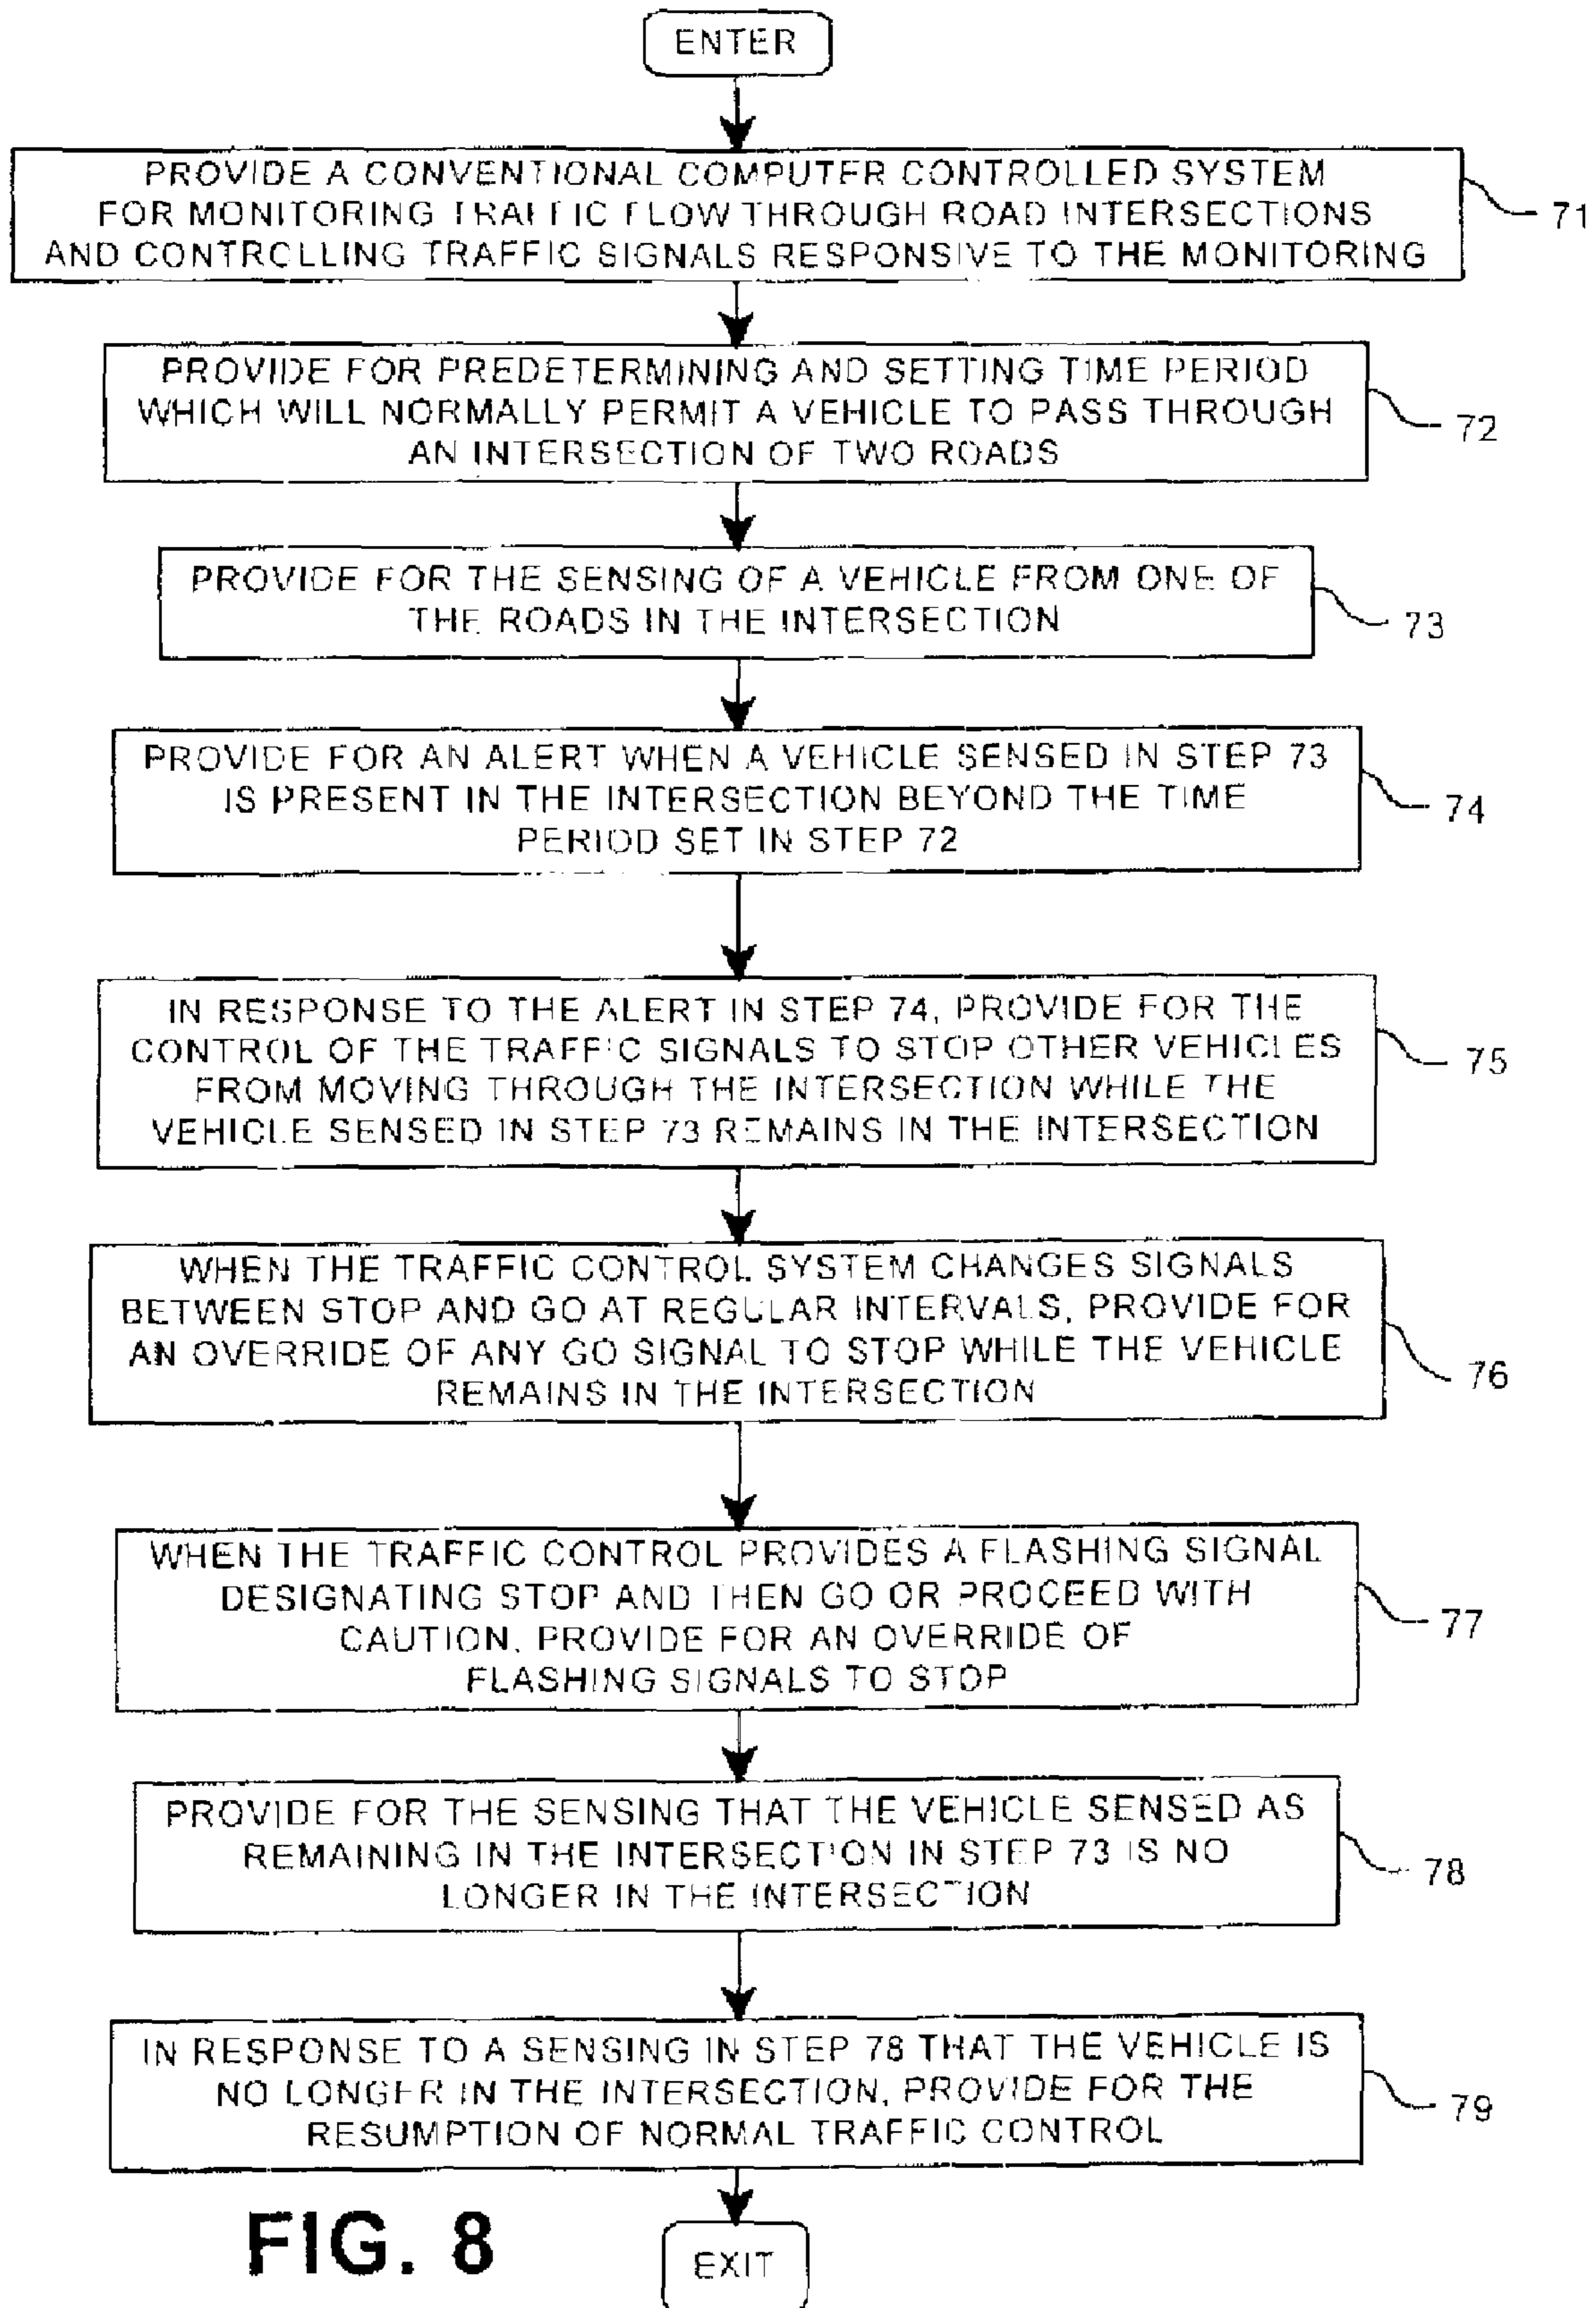 ENTER
PROVIDE A CONVENTIONAL COMPUTER CONTROLLED SYSTEM
FOR MONITORING TRAFFIC FLOW THROUGH ROAD INTERSECTIONS
AND CONTROLLING TRAFFIC SIGNALS RESPONSIVE TO THE MONITORING
71
PROVIDE FOR PREDETERMINING AND SETTING TIME PERIOD
WHICH WILL NORMALLY PERMIT A VEHICLE TO PASS THROUGH
AN INTERSECTION OF TWO ROADS
72
PROVIDE FOR THE SENSING OF A VEHICLE FROM ONE OF
THE ROADS IN THE INTERSECTION
73
PROVIDE FOR AN ALERT WHEN A VEHICLE SENSED IN STEP 73
IS PRESENT IN THE INTERSECTION BEYOND THE TIME
PERIOD SET IN STEP 72
74
IN RESPONSE TO THE ALERT IN STEP 74, PROVIDE FOR THE
CONTROL OF THE TRAFFIC SIGNALS TO STOP OTHER VEHICLES
FROM MOVING THROUGH THE INTERSECTION WHILE THE
VEHICLE SENSED IN STEP 73 REMAINS IN THE INTERSECTION
75
WHEN THE TRAFFIC CONTROL SYSTEM CHANGES SIGNALS
BETWEEN STOP AND GO AT REGULAR INTERVALS, PROVIDE FOR
AN OVERRIDE OF ANY GO SIGNAL TO STOP WHILE THE VEHICLE
REMAINS IN THE INTERSECTION
76
WHEN THE TRAFFIC CONTROL PROVIDES A FLASHING SIGNAL
DESIGNATING STOP AND THEN GO OR PROCEED WITH
CAUTION, PROVIDE FOR AN OVERRIDE OF
FLASHING SIGNALS TO STOP
77
PROVIDE FOR THE SENSING THAT THE VEHICLE SENSED AS
REMAINING IN THE INTERSECTION IN STEP 73 IS NO
LONGER IN THE INTERSECTION
78
IN RESPONSE TO A SENSING IN STEP 78 THAT THE VEHICLE IS
NO LONGER IN THE INTERSECTION, PROVIDE FOR THE
RESUMPTION OF NORMAL TRAFFIC CONTROL
79
EXIT
FIG. 8